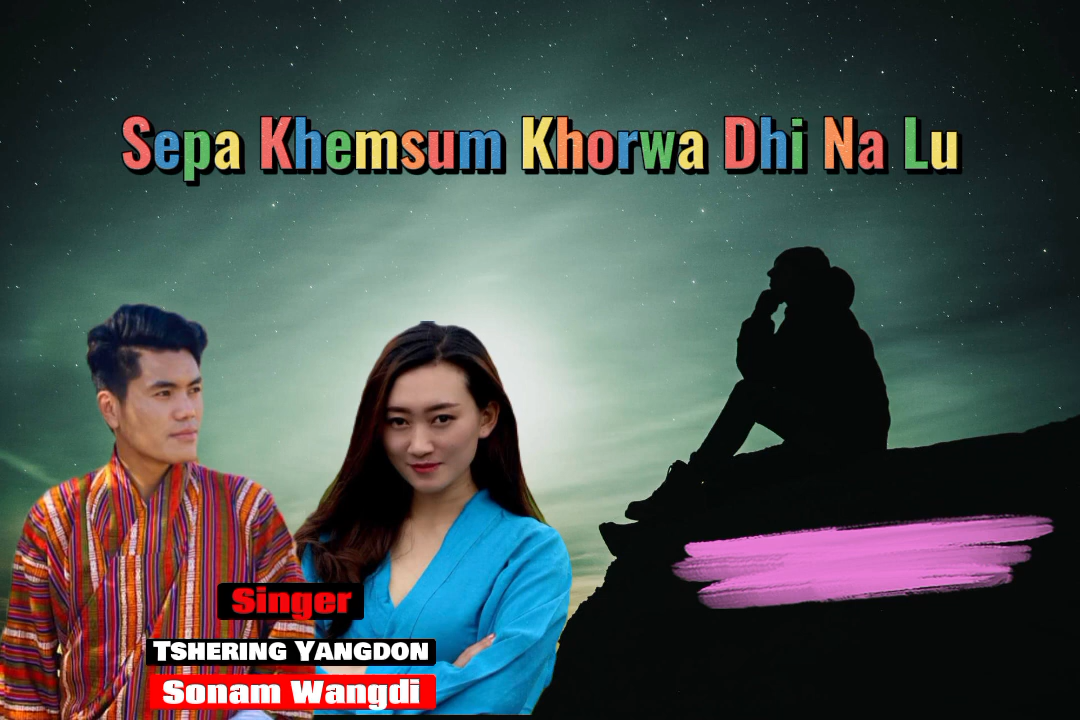 Sepa Khemsum Khorwa Dhi Na Lu
Singer
TSHERING YANGDON
Sonam Wangdi